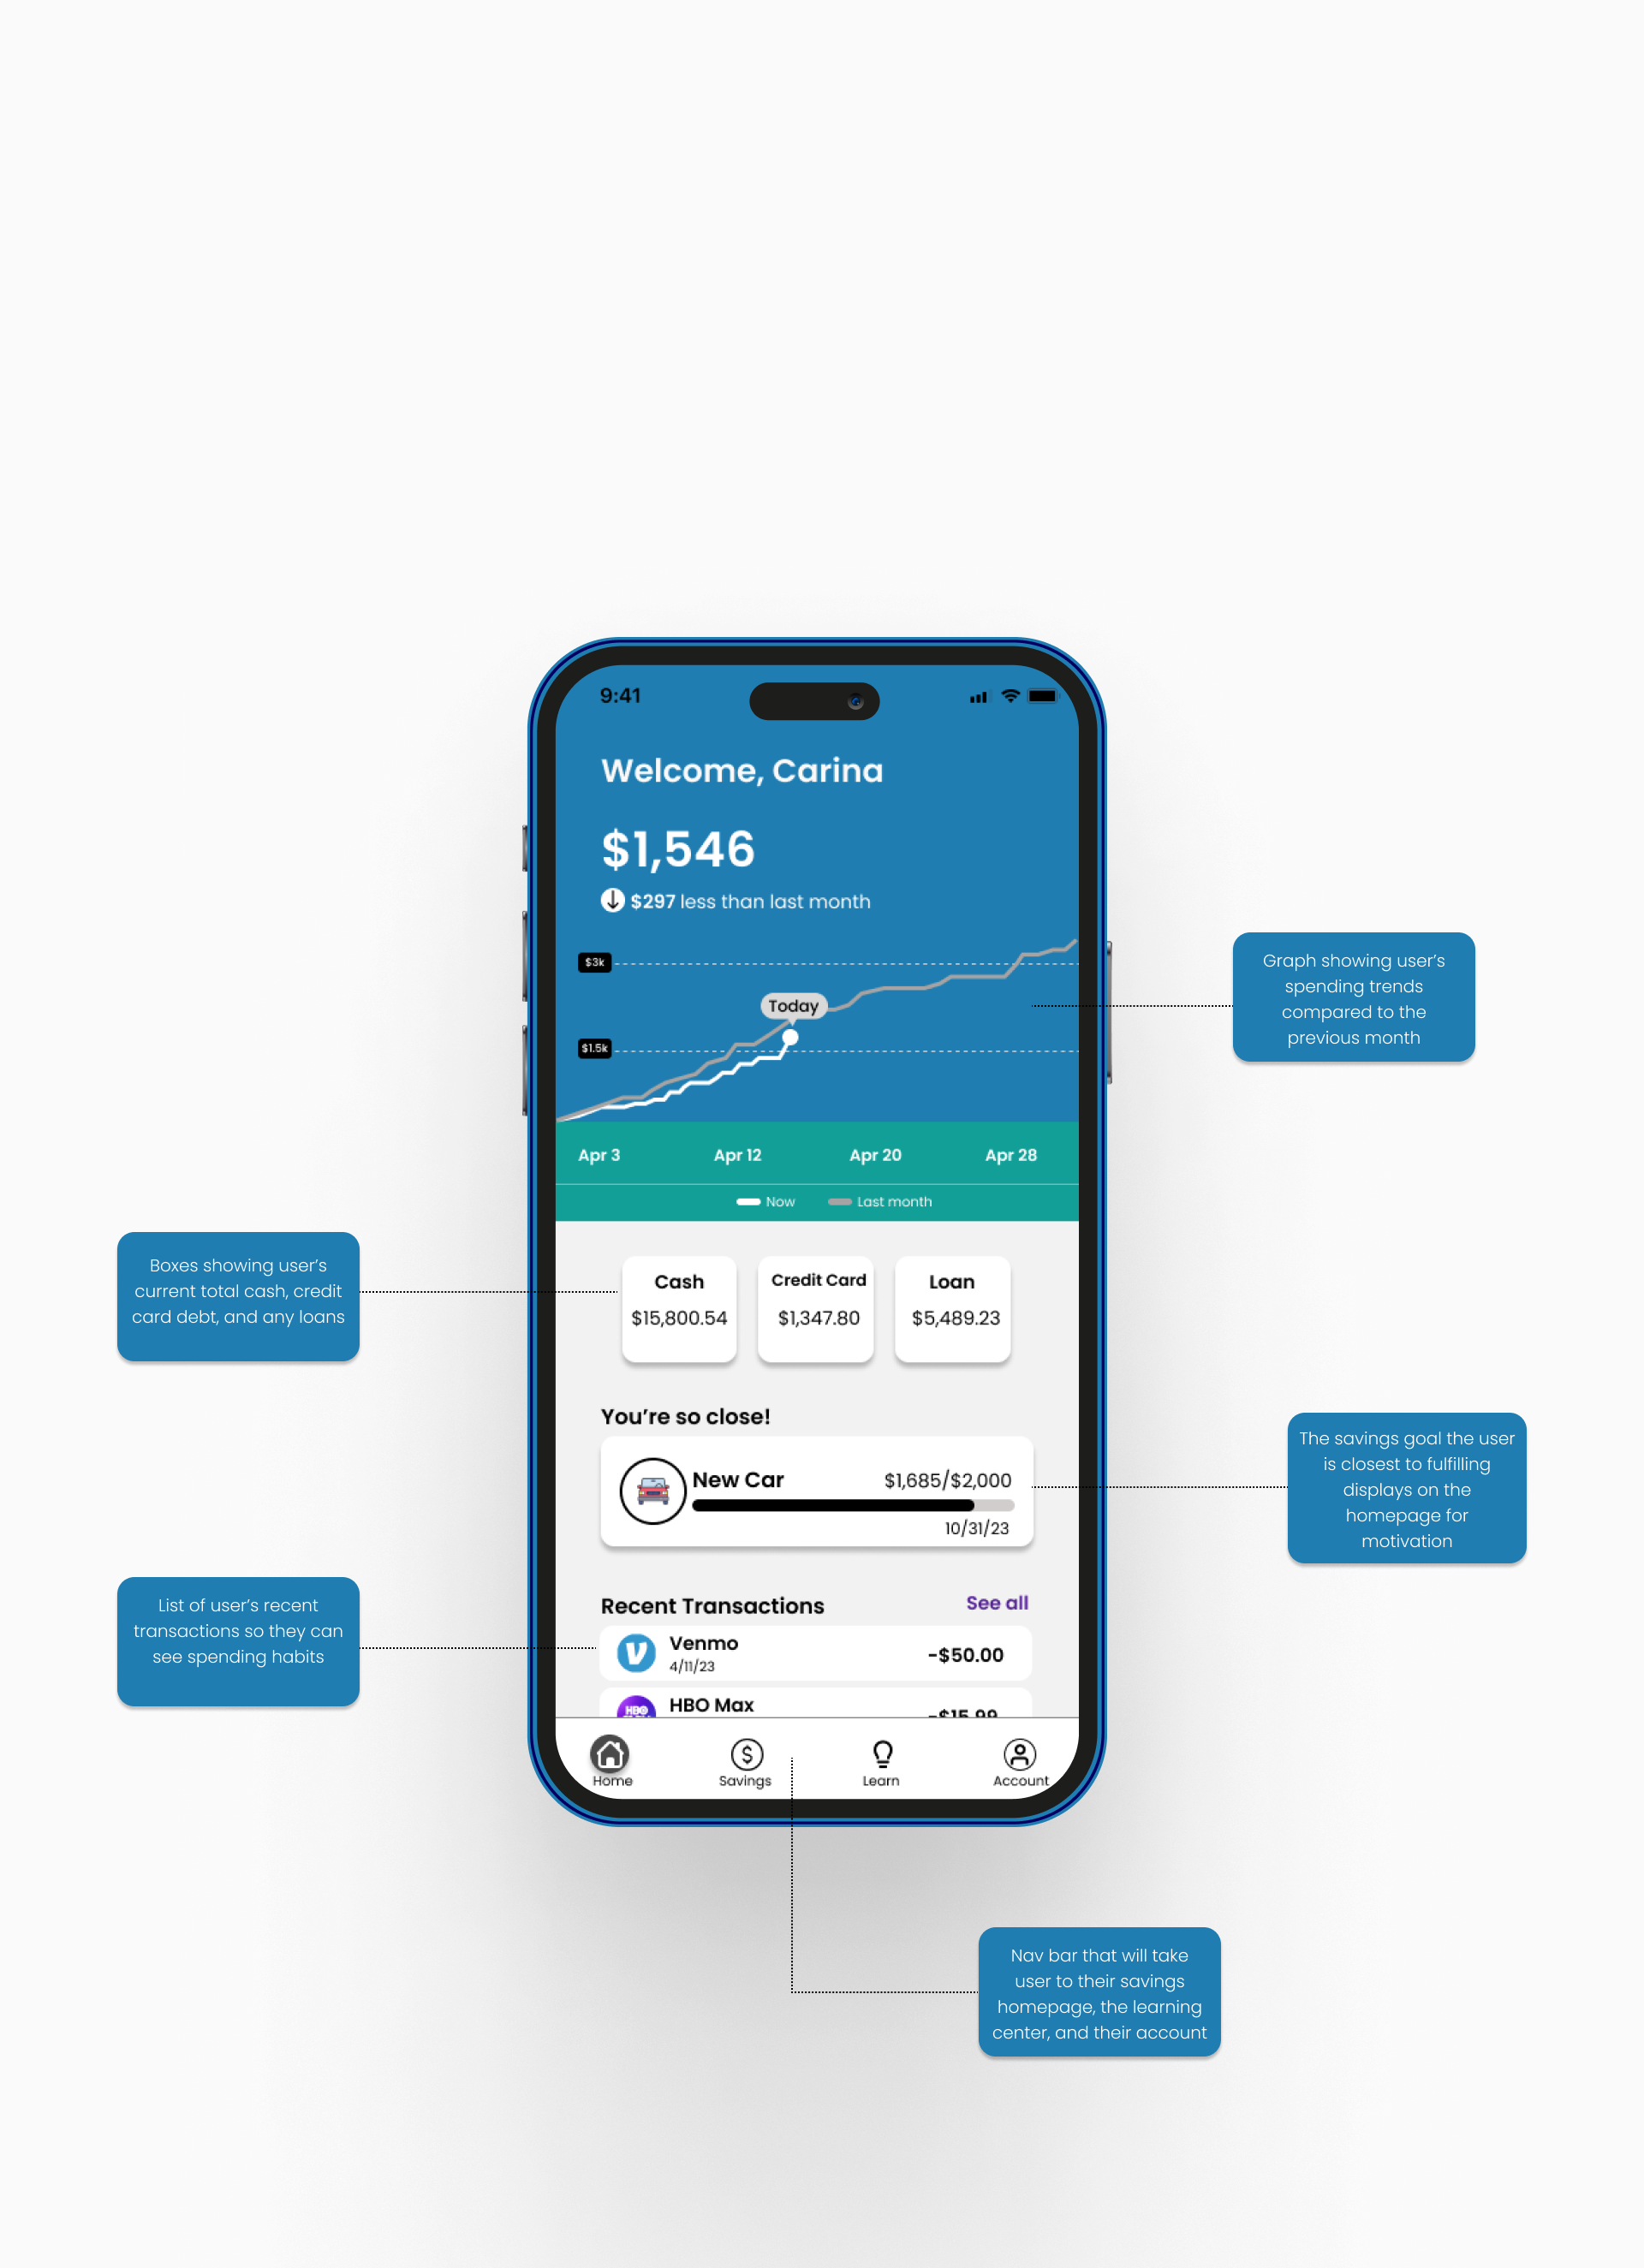 9:41
Welcome, Carina
$1,546
$297 less than last month
$3k
Today
$1.5k
Apr 3 Apr 12 Apr 20 Apr 28
Now Last month
Graph showing user’s
spending trends
compared to the
previous month
Boxes showing user’s
current total cash, credit
card debt, and any loans
Cash
$15,800.54
Credit Card
$1,347.80
Loan
$5,489.23
You’re so close!
New Car $1,685/$2,000
10/31/23
The savings goal the user
is closest to fulfilling
displays on the
homepage for
motivation
List of user’s recent
transactions so they can
see spending habits
Recent Transactions See all
Venmo
4/11/23
-$50.00
HBO
HBO Max
-$15.99
Home Savings Learn Account
Nav bar that will take
user to their savings
homepage, the learning
center, and their account